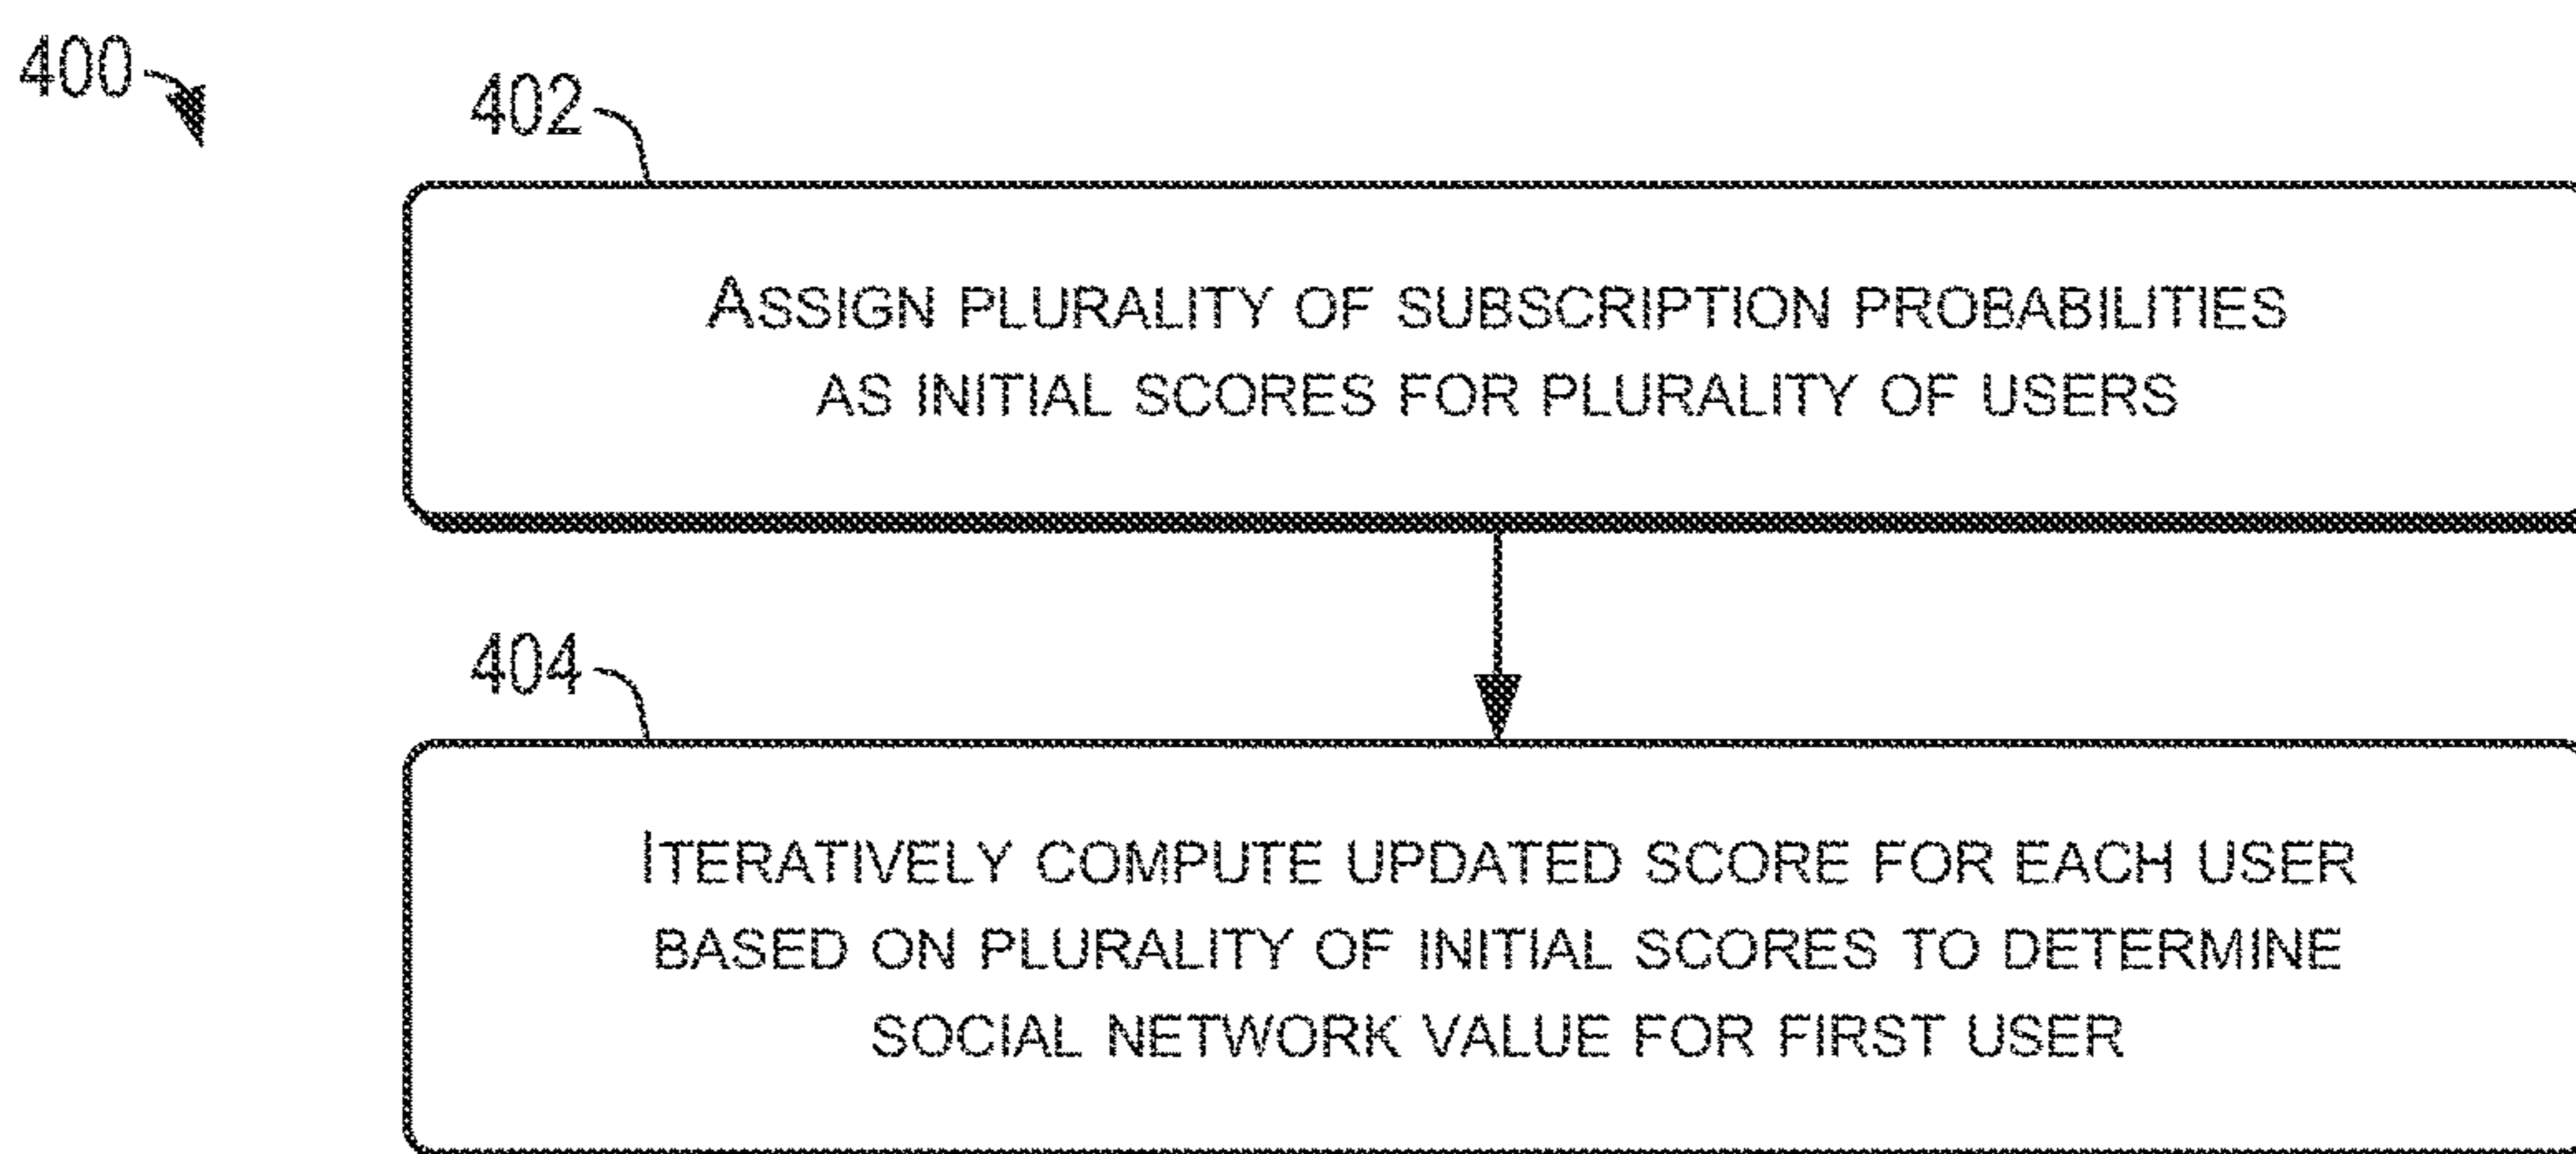 400
402
ASSIGN PLURALITY OF SUBSCRIPTION PROBABILITIES
AS INITIAL SCORES FOR PLURALITY OF USERS
404
ITERATIVELY COMPUTE UPDATED SCORE FOR EACH USER
BASED ON PLURALITY OF INITIAL SCORES TO DETERMINE
SOCIAL NETWORK VALUE FOR FIRST USER